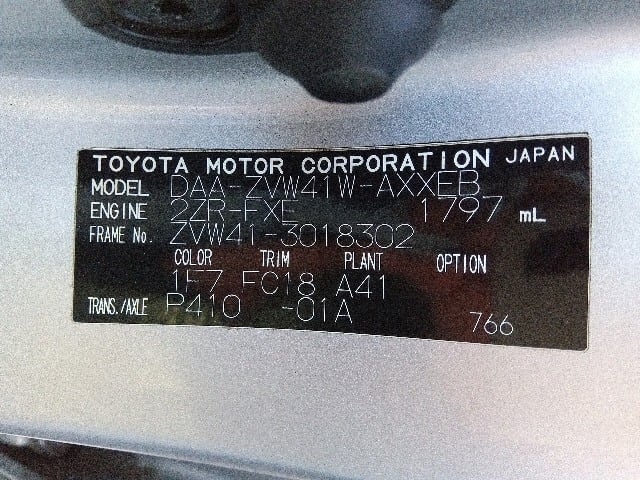 TOYOTA MOTOR CORPORATION JAPAN
MODEL DAA-ZVW41W-AXXEB
ENGINE 2ZR-FXE 1797 mL
FRAME No. ZVW41-3018302
COLOR TRIM PLANT OPTION
1F7 FC18 A41
TRANS./AXLE P410 -01A
766